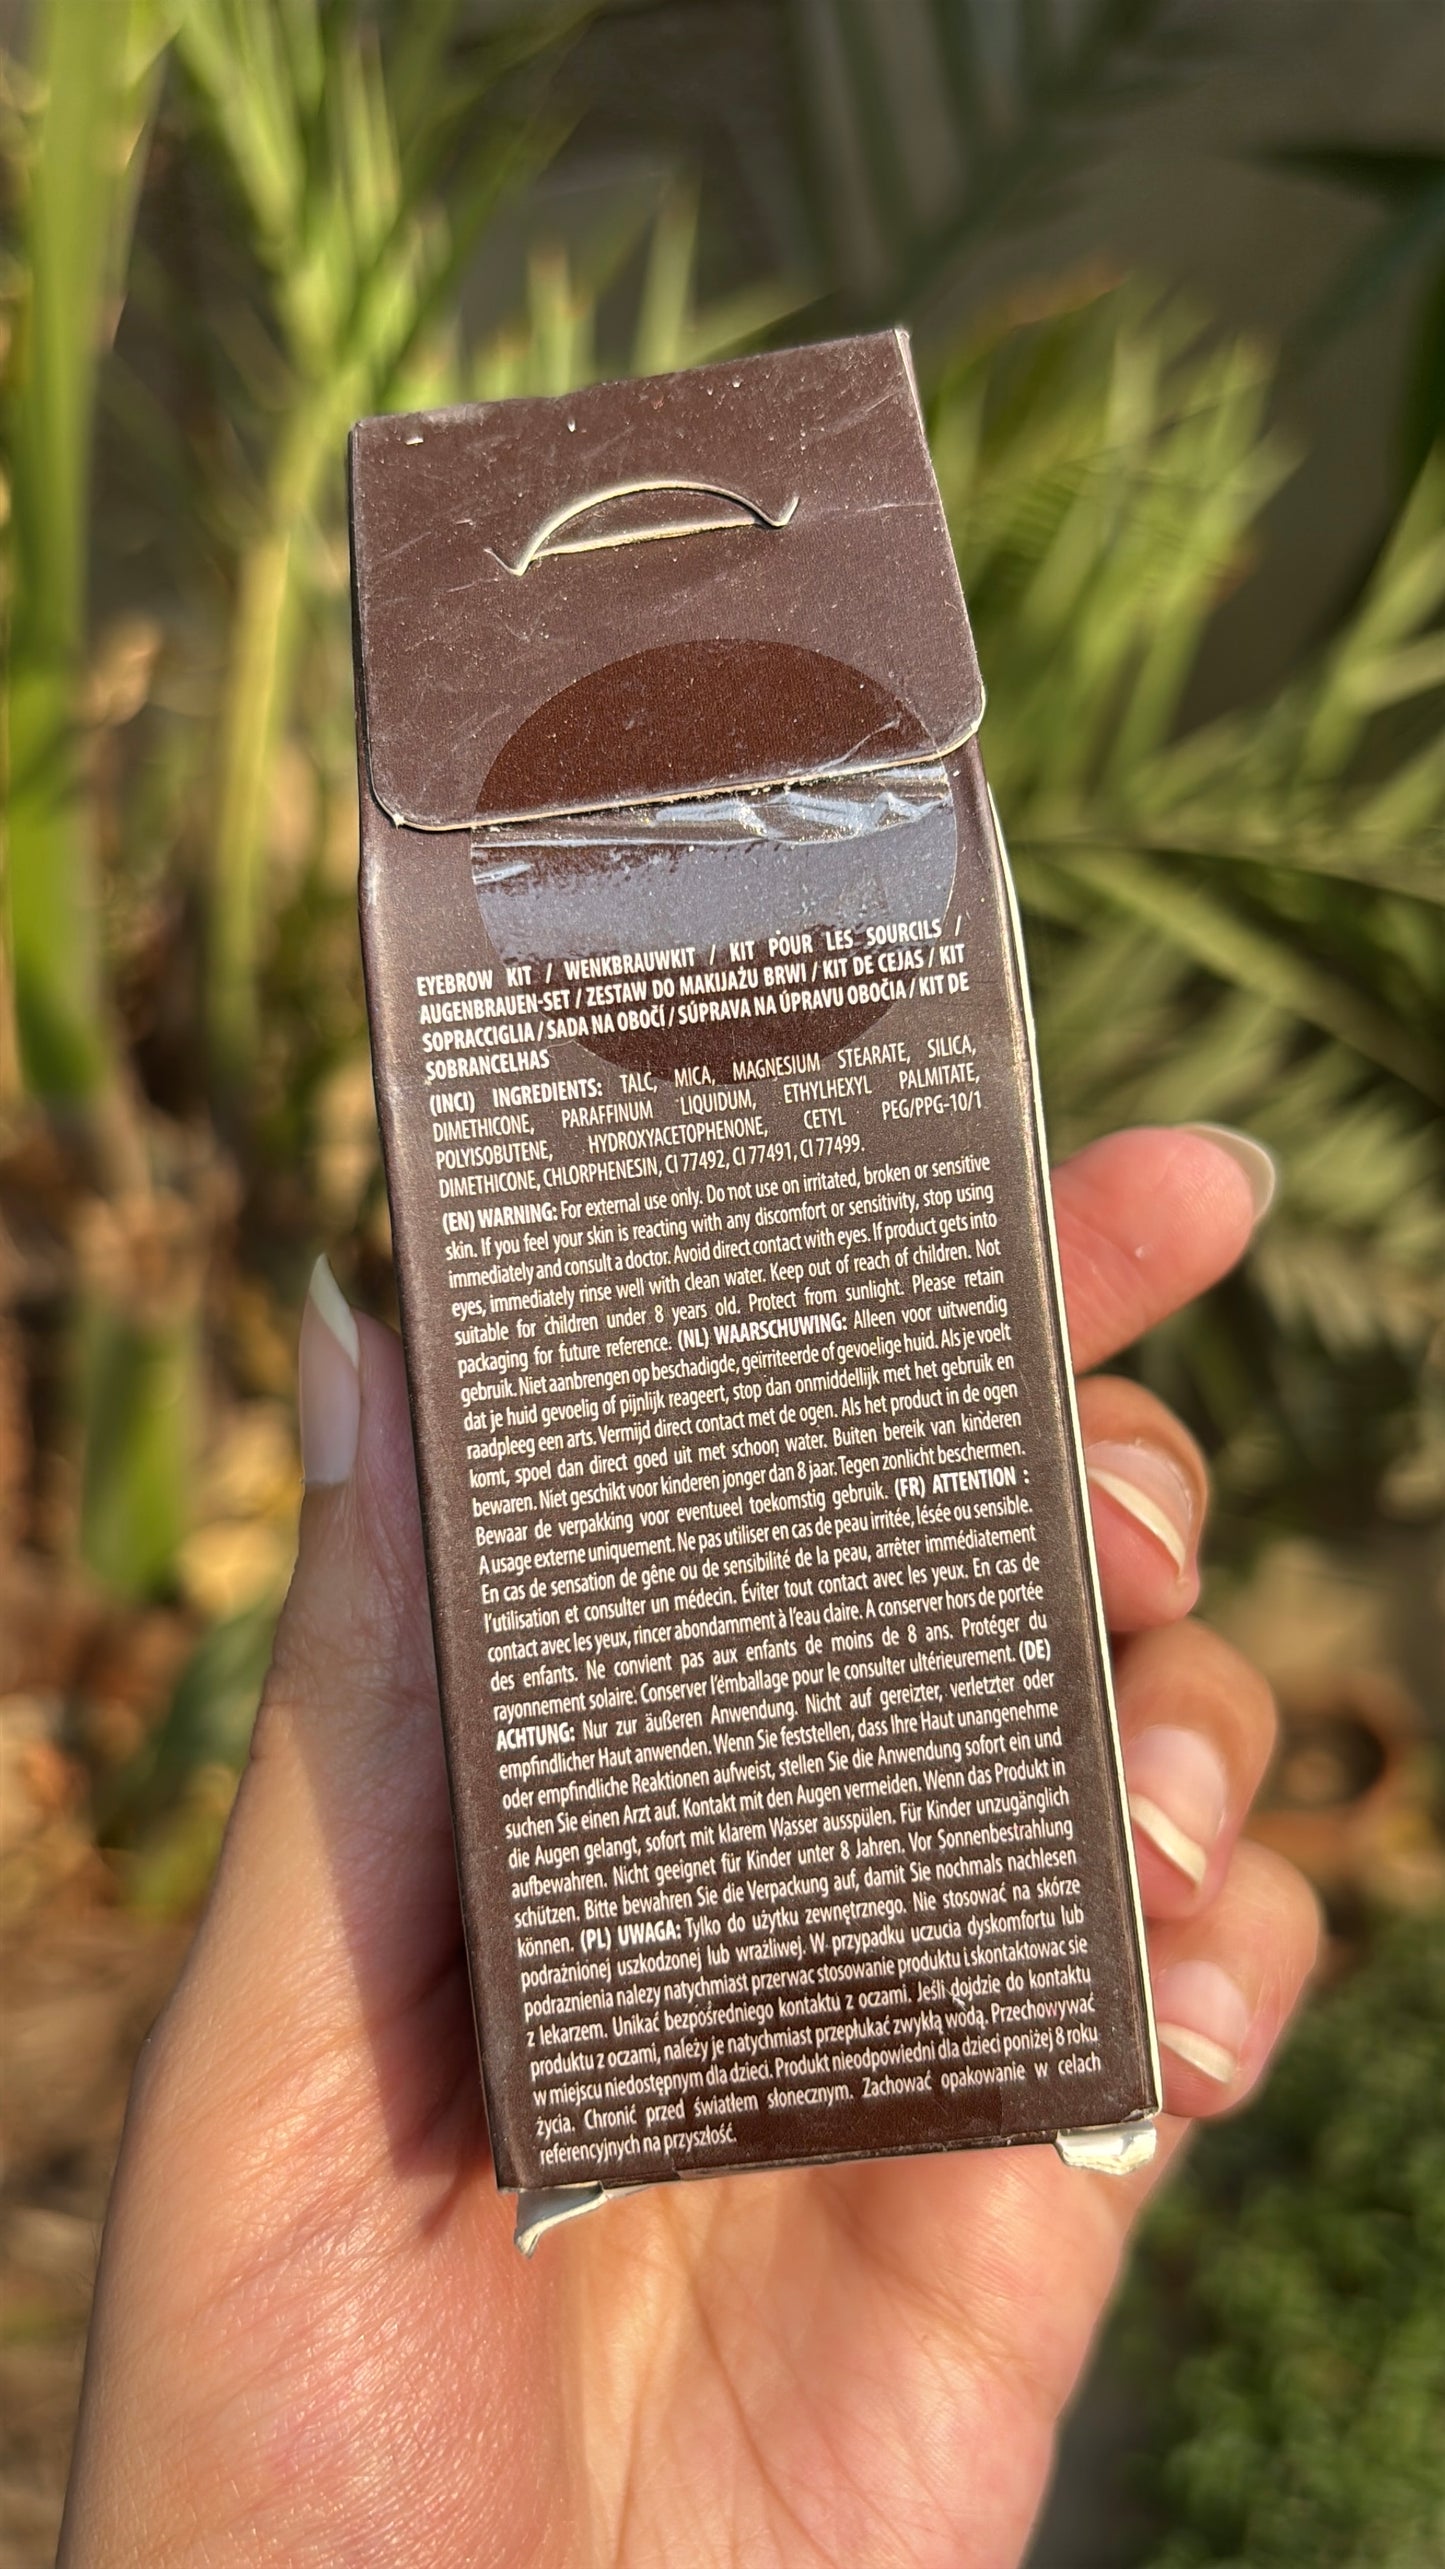 EYEBROW KIT / WENKBRAUWKIT / KIT POUR LES SOURCILS /
AUGENBRAUEN-SET / ZESTAW DO MAKIJAŻU BRWI / KIT DE CEJAS / KIT
SOPRACCIGLIA / SADA NA OBOČÍ / SÚPRAVA NA ÚPRAVU OBOČIA / KIT DE
SOBRANCELHAS
(INCI) INGREDIENTS: TALC, MICA, MAGNESIUM STEARATE, SILICA,
DIMETHICONE, PARAFFINUM LIQUIDUM, ETHYLHEXYL PALMITATE,
POLYISOBUTENE, HYDROXYACETOPHENONE, CETYL PEG/PPG-10/1
DIMETHICONE, CHLORPHENESIN, CI 77492, CI 77491, CI 77499.
(EN) WARNING: For external use only. Do not use on irritated, broken or sensitive
skin. If you feel your skin is reacting with any discomfort or sensitivity, stop using
immediately and consult a doctor. Avoid direct contact with eyes. If product gets into
eyes, immediately rinse well with clean water. Keep out of reach of children. Not
suitable for children under 8 years old. Protect from sunlight. Please retain
packaging for future reference. (NL) WAARSCHUWING: Alleen voor uitwendig
gebruik. Niet aanbrengen op beschadigde, geïrriteerde of gevoelige huid. Als je voelt
dat je huid gevoelig of pijnlijk reageert, stop dan onmiddellijk met het gebruik en
raadpleeg een arts. Vermijd direct contact met de ogen. Als het product in de ogen
komt, spoel dan direct goed uit met schoon water. Buiten bereik van kinderen
bewaren. Niet geschikt voor kinderen jonger dan 8 jaar. Tegen zonlicht beschermen.
Bewaar de verpakking voor eventueel toekomstig gebruik. (FR) ATTENTION :
A usage externe uniquement. Ne pas utiliser en cas de peau irritée, lésée ou sensible.
En cas de sensation de gêne ou de sensibilité de la peau, arrêter immédiatement
l'utilisation et consulter un médecin. Éviter tout contact avec les yeux. En cas de
contact avec les yeux, rincer abondamment à l'eau claire. A conserver hors de portée
des enfants. Ne convient pas aux enfants de moins de 8 ans. Protéger du
rayonnement solaire. Conserver l'émballage pour le consulter ultérieurement. (DE)
ACHTUNG: Nur zur äußeren Anwendung. Nicht auf gereizter, verletzter oder
empfindlicher Haut anwenden. Wenn Sie feststellen, dass Ihre Haut unangenehme
oder empfindliche Reaktionen aufweist, stellen Sie die Anwendung sofort ein und
suchen Sie einen Arzt auf. Kontakt mit den Augen vermeiden. Wenn das Produkt in
die Augen gelangt, sofort mit klarem Wasser ausspülen. Für Kinder unzugänglich
aufbewahren. Nicht geeignet für Kinder unter 8 Jahren. Vor Sonnenbestrahlung
schützen. Bitte bewahren Sie die Verpackung auf, damit Sie nochmals nachlesen
können. (PL) UWAGA: Tylko do użytku zewnętrznego. Nie stosować na skórze
podrażnionej uszkodzonej lub wrażliwej. W przypadku uczucia dyskomfortu lub
podraznienia nalezy natychmiast przerwac stosowanie produktu i skontaktowac sie
z lekarzem. Unikać bezpośredniego kontaktu z oczami. Jeśli dojdzie do kontaktu
produktu z oczami, należy je natychmiast przepłukać zwykłą wodą. Przechowywać
w miejscu niedostępnym dla dzieci. Produkt nieodpowiedni dla dzieci poniżej 8 roku
życia. Chronić przed światłem słonecznym. Zachować opakowanie w celach
referencyjnych na przyszłość.